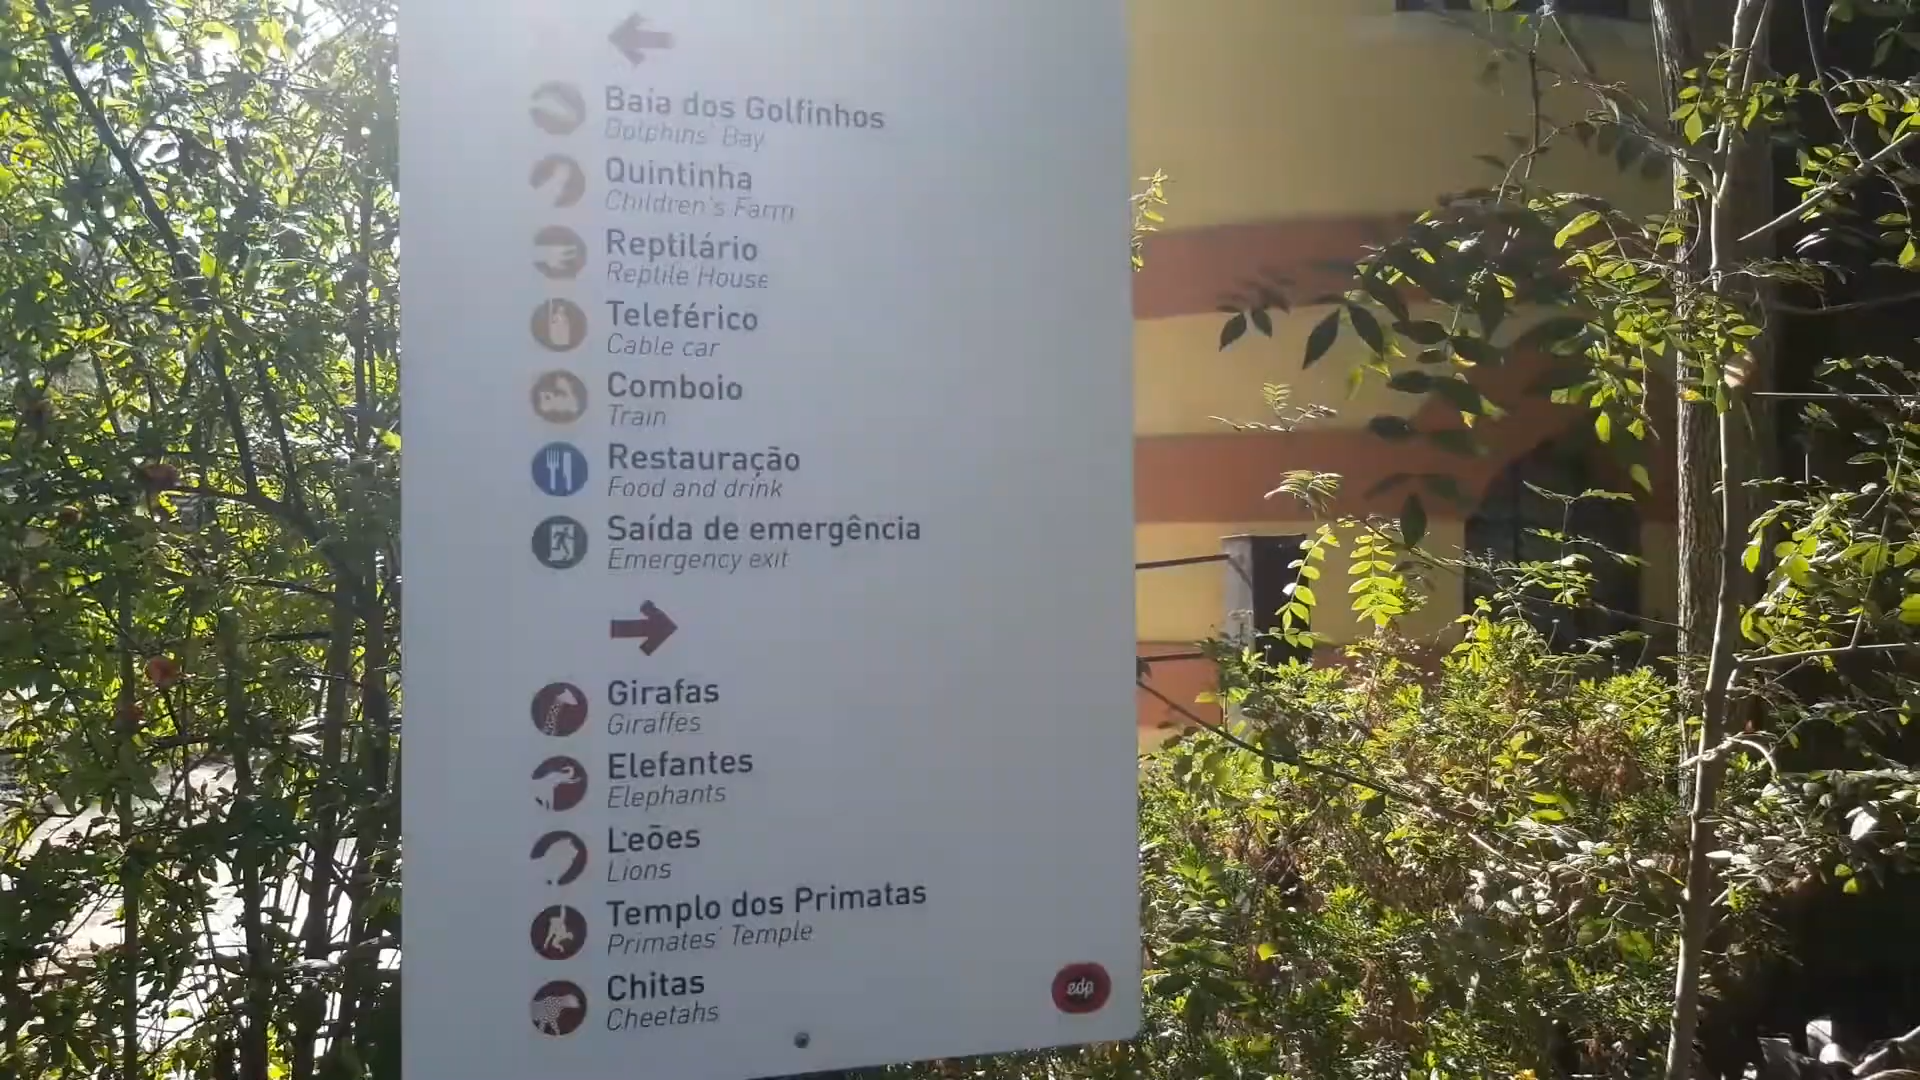 Baía dos Golfinhos
Dolphins' Bay
Quintinha
Children's Farm
Reptilário
Reptile House
Teleférico
Cable car
Comboio
Train
Restauração
Food and drink
Saída de emergência
Emergency exit
Girafas
Giraffes
Elefantes
Elephants
Leões
Lions
Templo dos Primatas
Primates' Temple
Chitas
Cheetahs
edp